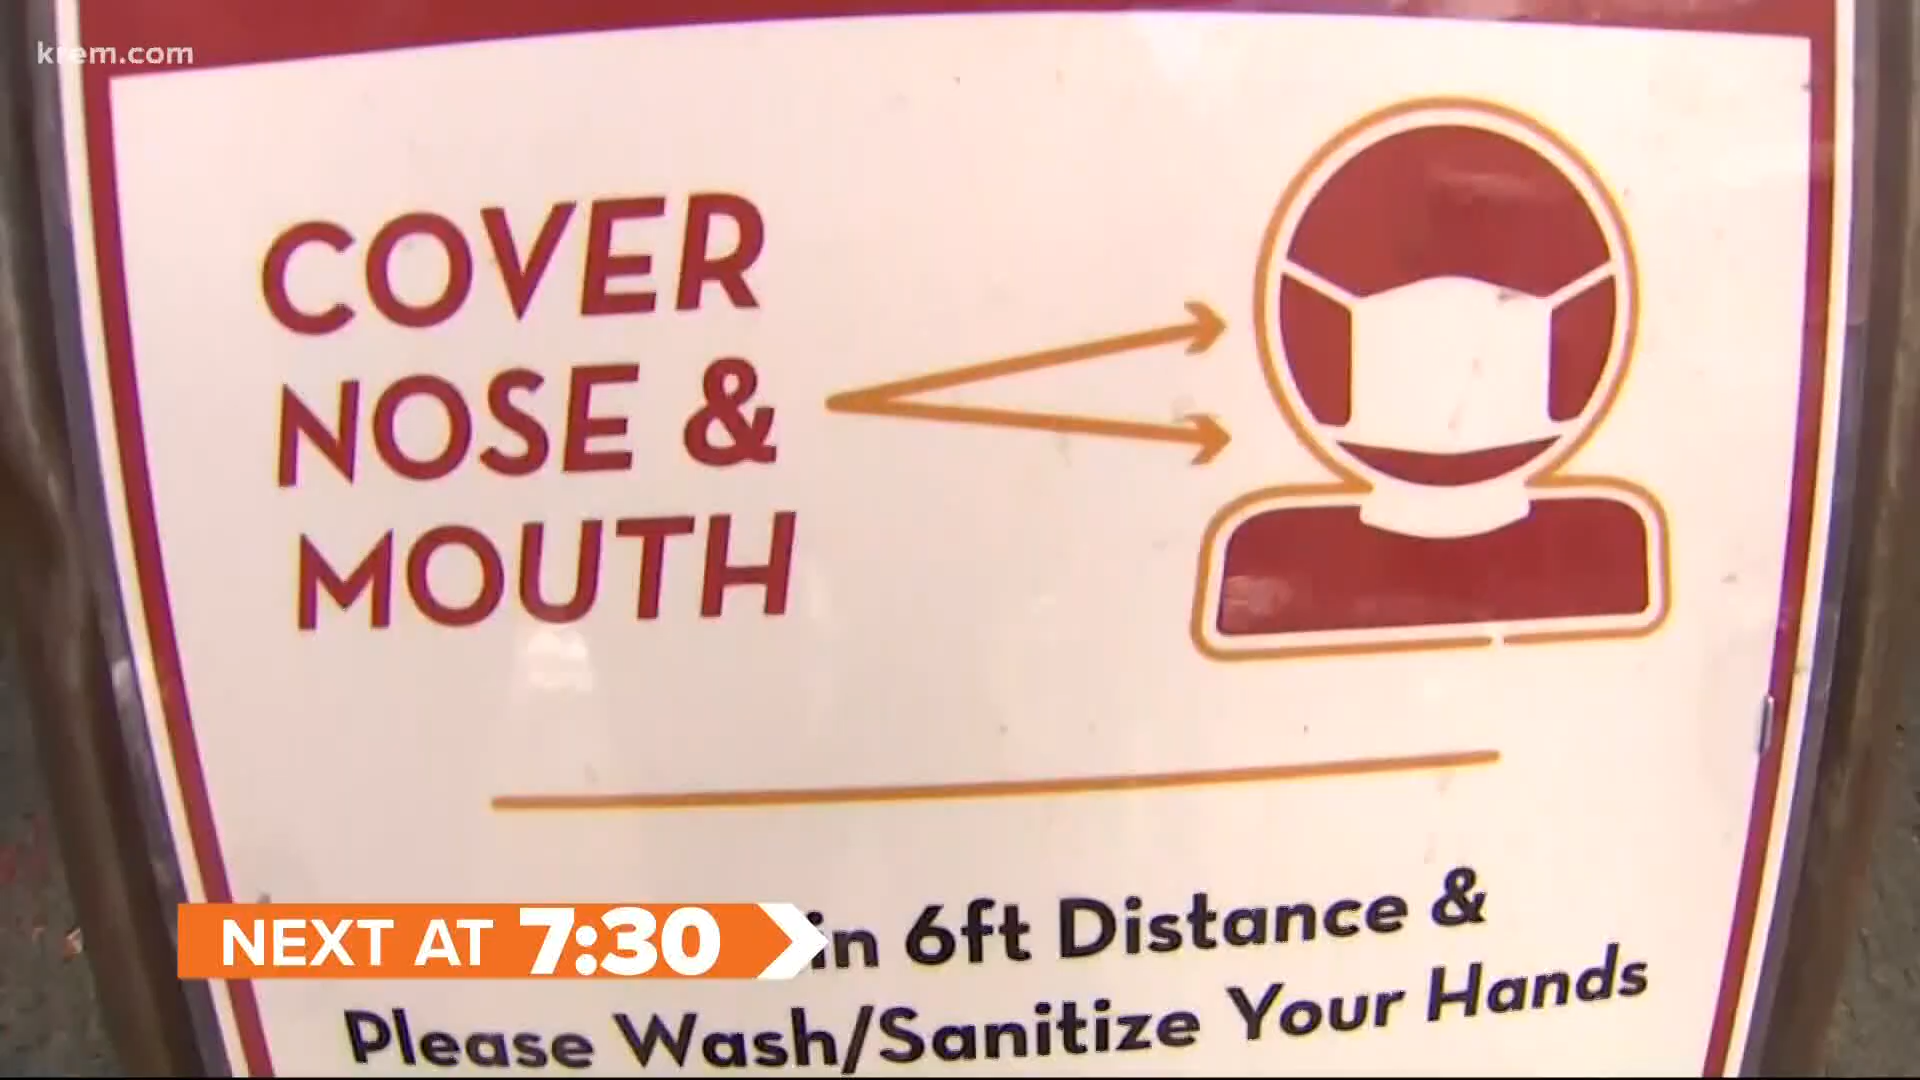 krem.com
COVER
NOSE &
MOUTH
in 6ft Distance &
NEXT AT 7:30
Please Wash/Sanitize Your Hands